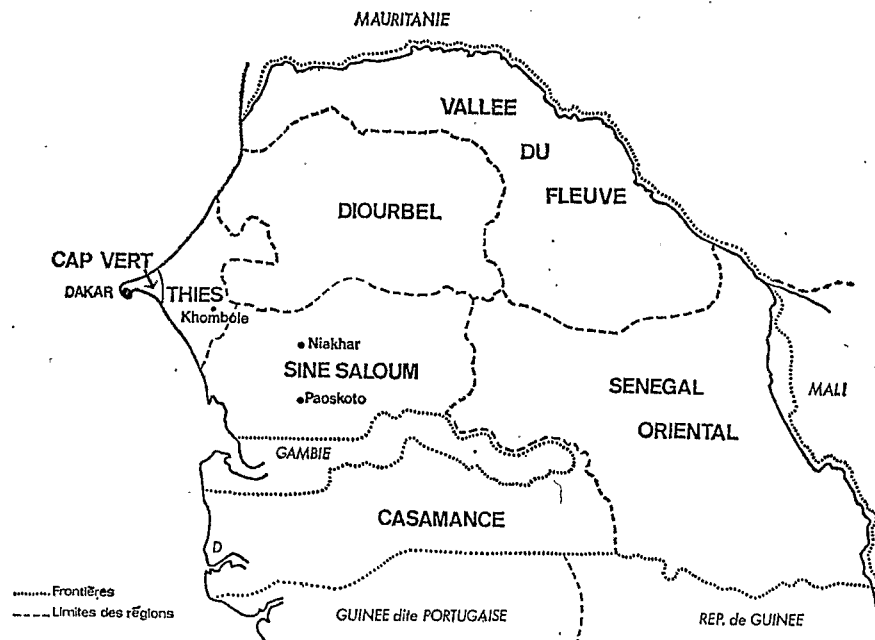 MAURITANIE
VALLEE
DU
FLEUVE
DIOURBEL
CAP VERT
DAKAR
THIES
Khombole
Niakhar
SINE SALOUM
Paoskoto
SENEGAL
ORIENTAL
MALI
GAMBIE
CASAMANCE
D
Frontières
Limites des régions
GUINEE dite PORTUGAISE
REP. de GUINEE